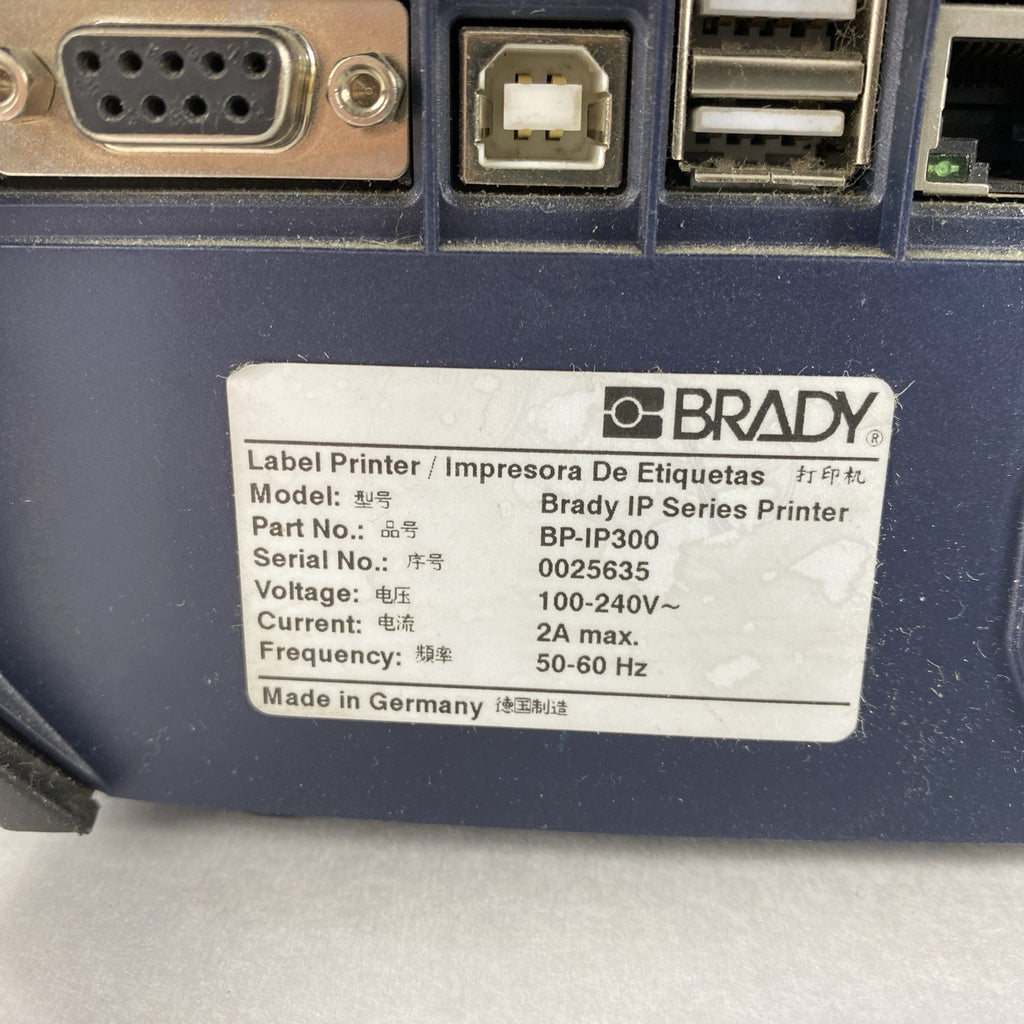 BRADY®
Label Printer / Impresora De Etiquetas 打印机
Model: 型号 Brady IP Series Printer
Part No.: 品号 BP-IP300
Serial No.: 序号 0025635
Voltage: 电压 100-240V~
Current: 电流 2A max.
Frequency: 頻率 50-60 Hz
Made in Germany 德国制造